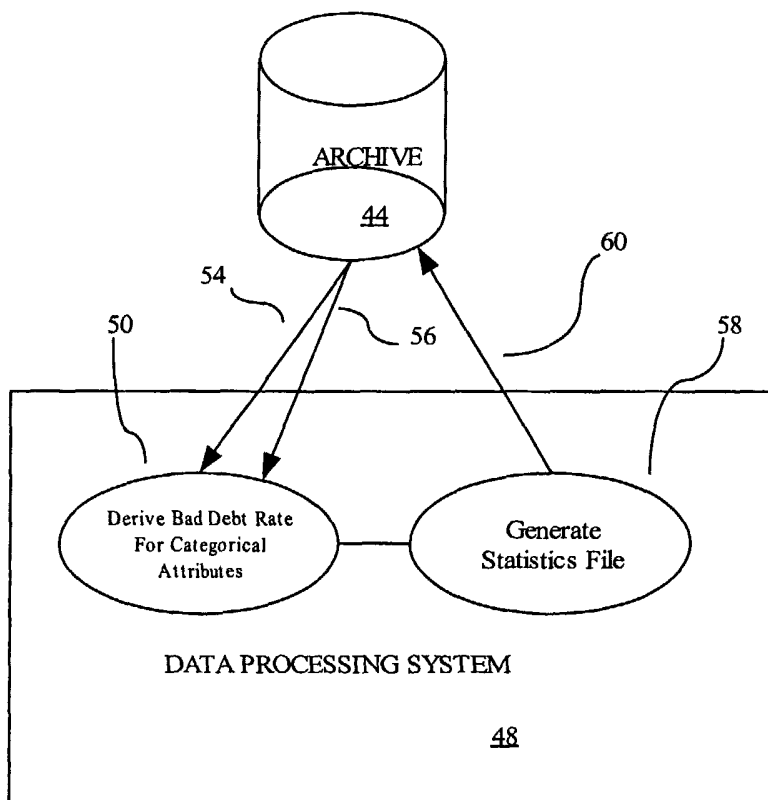 ARCHIVE
44
60
54
50
56
58
Derive Bad Debt Rate
For Categorical
Attributes
Generate
Statistics File
DATA PROCESSING SYSTEM
48